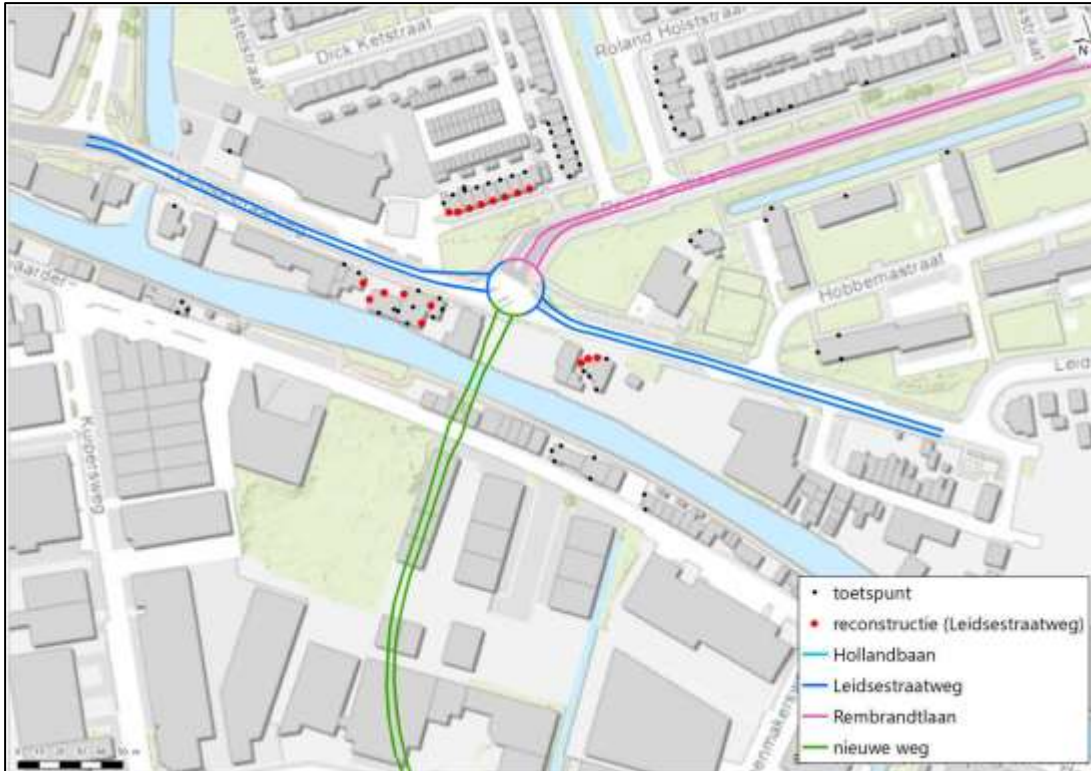 Dick Ketstraat
Roland Holststraat
N
Hobbemastraat
Leid
Kuipersweg
toetspunt
reconstructie (Leidsestraatweg)
Hollandbaan
Leidsestraatweg
Rembrandtlaan
nieuwe weg